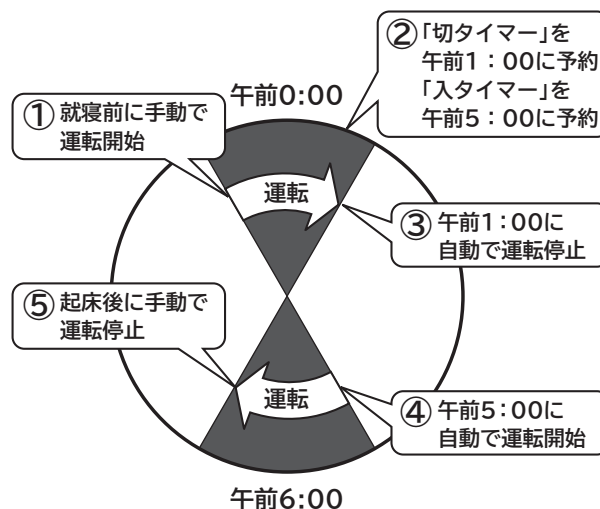 午前0:00
① 就寝前に手動で
運転開始
② 「切タイマー」を
午前1：00に予約
「入タイマー」を
午前5：00に予約
運転
③ 午前1:00に
自動で運転停止
⑤ 起床後に手動で
運転停止
運転
④ 午前5:00に
自動で運転開始
午前6:00